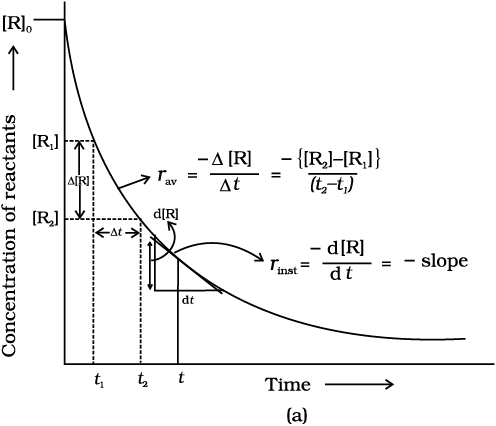 [R]₀
Concentration of reactants
[R₁]
Δ[R]
[R₂]
Δt
d[R]
r_av = −Δ[R]/Δt = −{[R₂]–[R₁]}/(t₂–t₁)
r_inst = −d[R]/dt = − slope
dt
t₁ t₂ t
Time
(a)